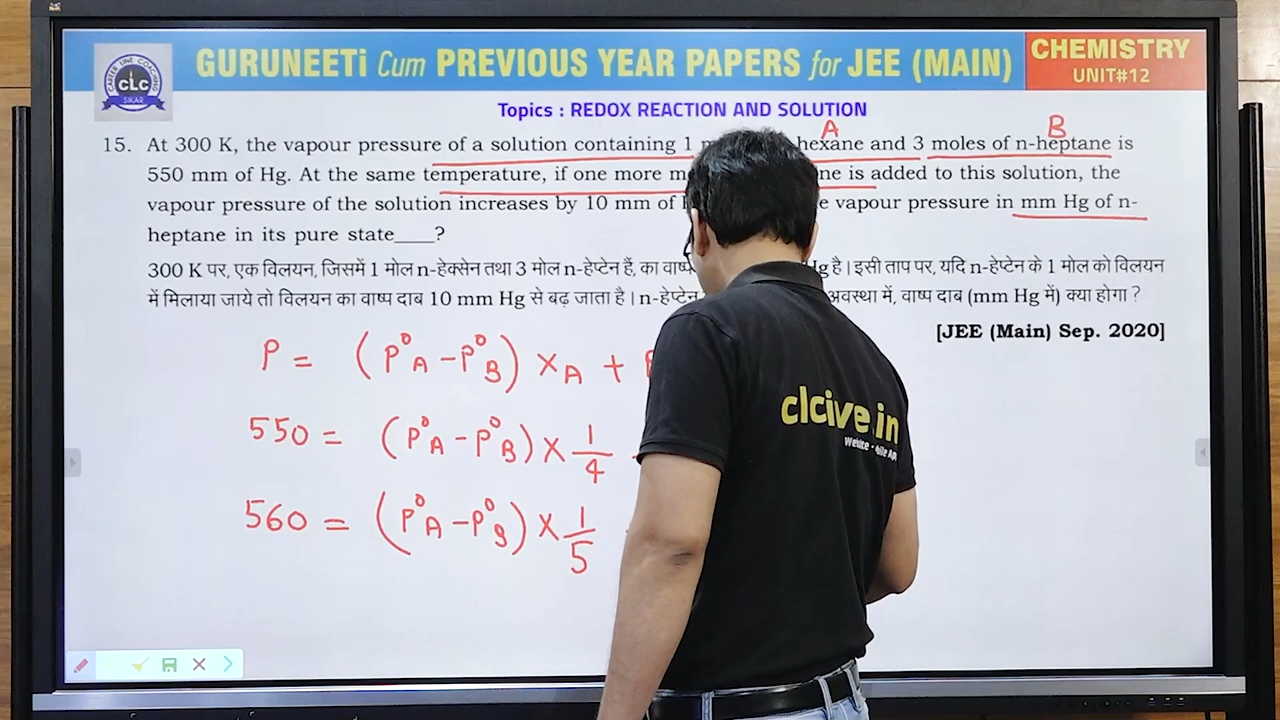 GURUNEETi Cum PREVIOUS YEAR PAPERS for JEE (MAIN)
CHEMISTRY
UNIT#12
CAREER LINE COACHING
CLC
SIKAR
Topics : REDOX REACTION AND SOLUTION
A B
15. At 300 K, the vapour pressure of a solution containing 1 hexane and 3 moles of n-heptane is
550 mm of Hg. At the same temperature, if one more is added to this solution, the
vapour pressure of the solution increases by 10 mm of vapour pressure in mm Hg of n-
heptane in its pure state____?
300 K पर, एक विलयन, जिसमें 1 मोल n-हेक्सेन तथा 3 मोल n-हेप्टेन हैं, का Hg है। इसी ताप पर, यदि n-हेप्टेन के 1 मोल को विलयन
में मिलाया जाये तो विलयन का वाष्प दाब 10 mm Hg से बढ़ जाता है। अवस्था में, वाष्प दाब (mm Hg में) क्या होगा ?
[JEE (Main) Sep. 2020]
P = (P°A - P°B) XA +
550 = (P°A - P°B) × 1/4
560 = (P°A - P°B) × 1/5
clcive.in